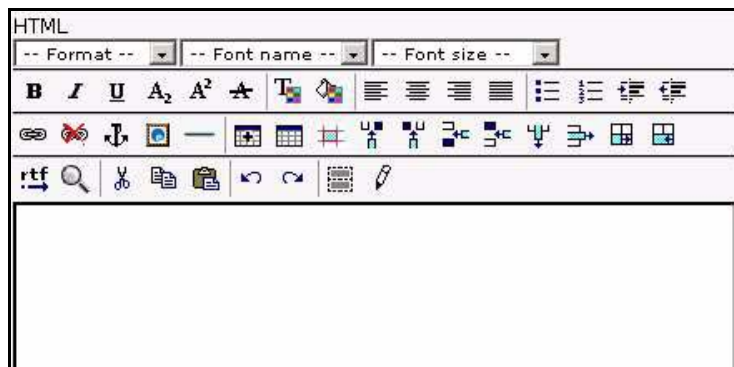 HTML
-- Format -- -- Font name -- -- Font size --
B I U A₂ A² A T
rtf